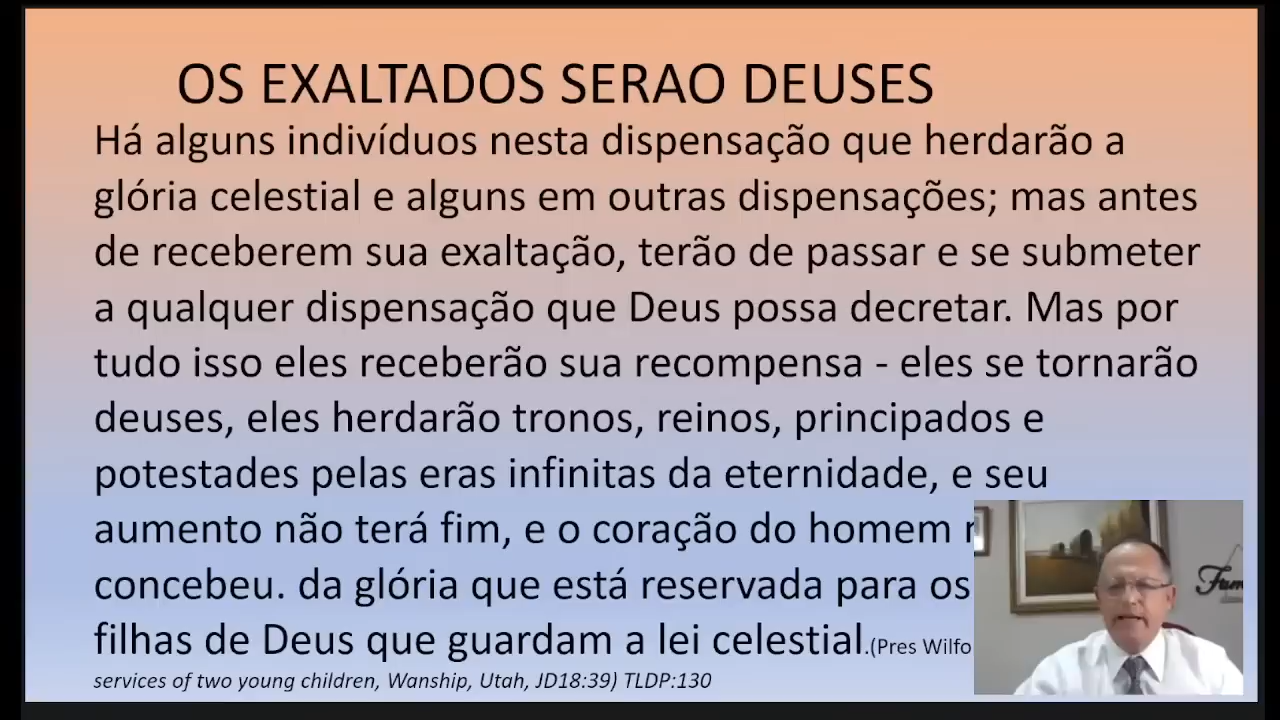 OS EXALTADOS SERAO DEUSES
Há alguns indivíduos nesta dispensação que herdarão a
glória celestial e alguns em outras dispensações; mas antes
de receberem sua exaltação, terão de passar e se submeter
a qualquer dispensação que Deus possa decretar. Mas por
tudo isso eles receberão sua recompensa - eles se tornarão
deuses, eles herdarão tronos, reinos, principados e
potestades pelas eras infinitas da eternidade, e seu
aumento não terá fim, e o coração do homem
concebeu. da glória que está reservada para os
filhas de Deus que guardam a lei celestial.(Pres Wilfo
services of two young children, Wanship, Utah, JD18:39) TLDP:130